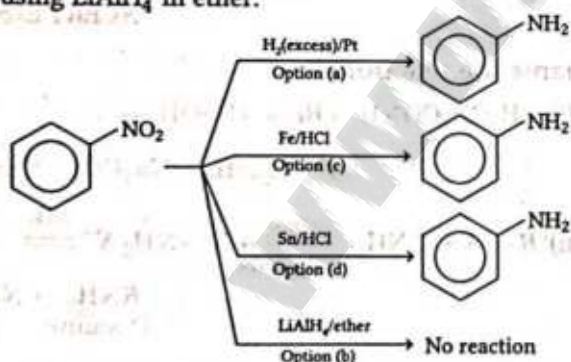 using LiAlH₄ in ether.
NH₂
H₂(excess)/Pt
Option (a)
NO₂
NH₂
Fe/HCl
Option (c)
NH₂
Sn/HCl
Option (d)
LiAlH₄/ether
No reaction
Option (b)